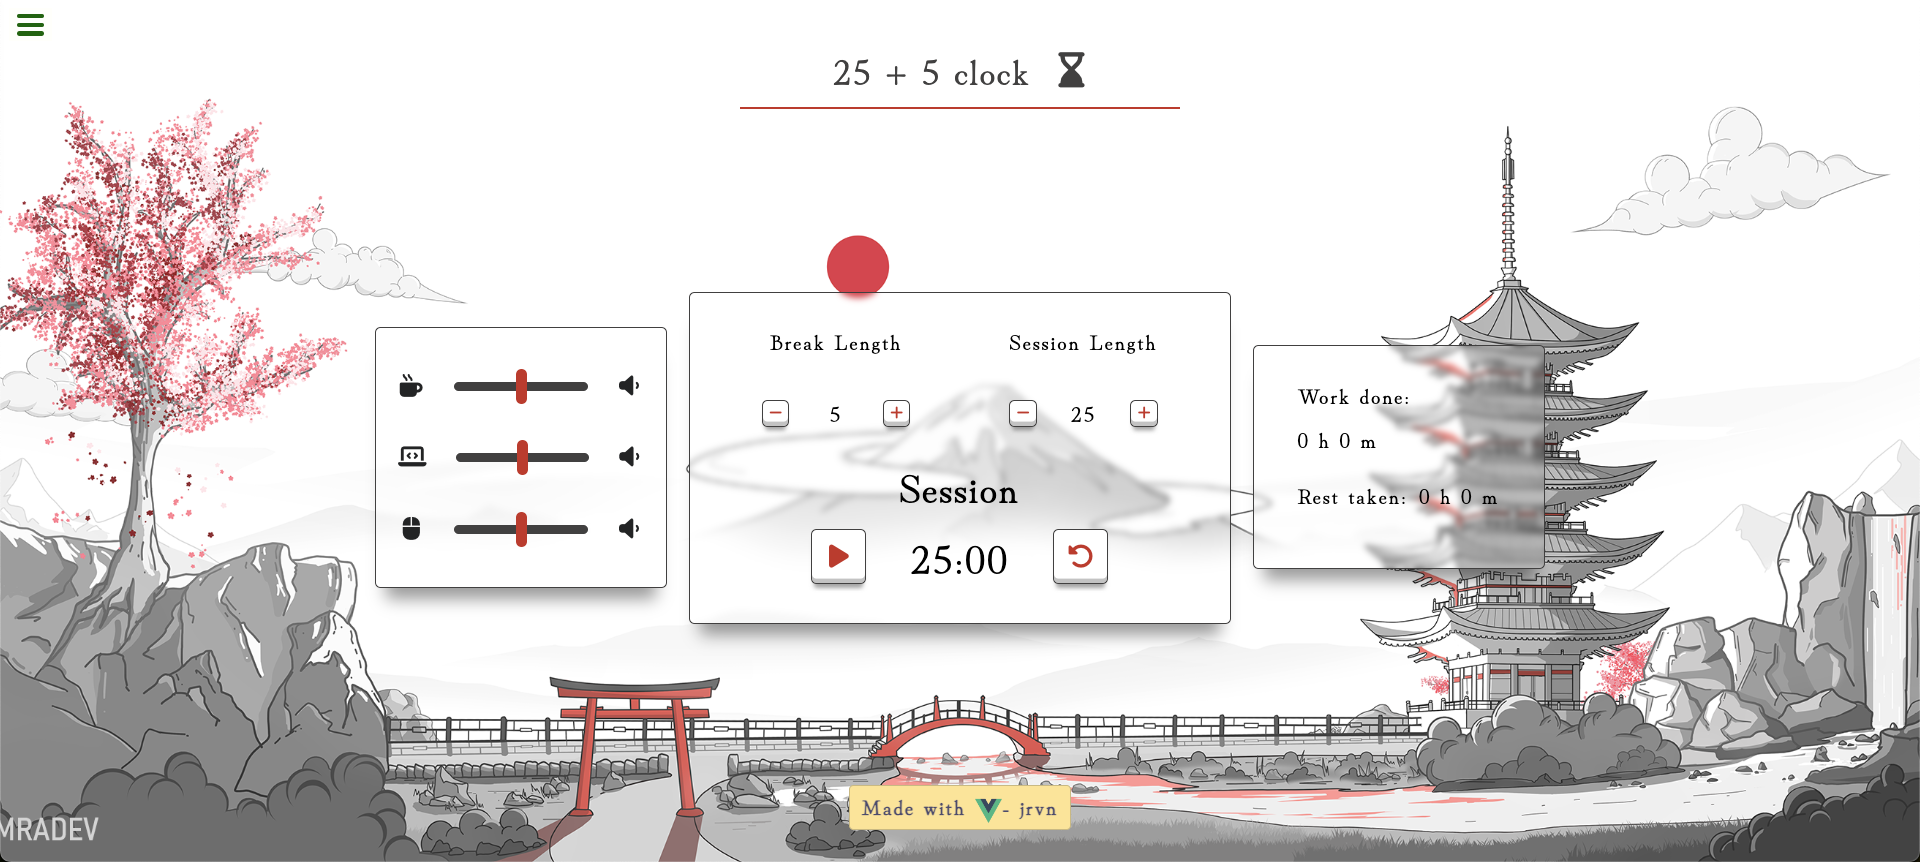 25 + 5 clock
Break Length
Session Length
5
25
Session
25:00
Work done:
0 h 0 m
Rest taken: 0 h 0 m
Made with - jrvn
MRADEV